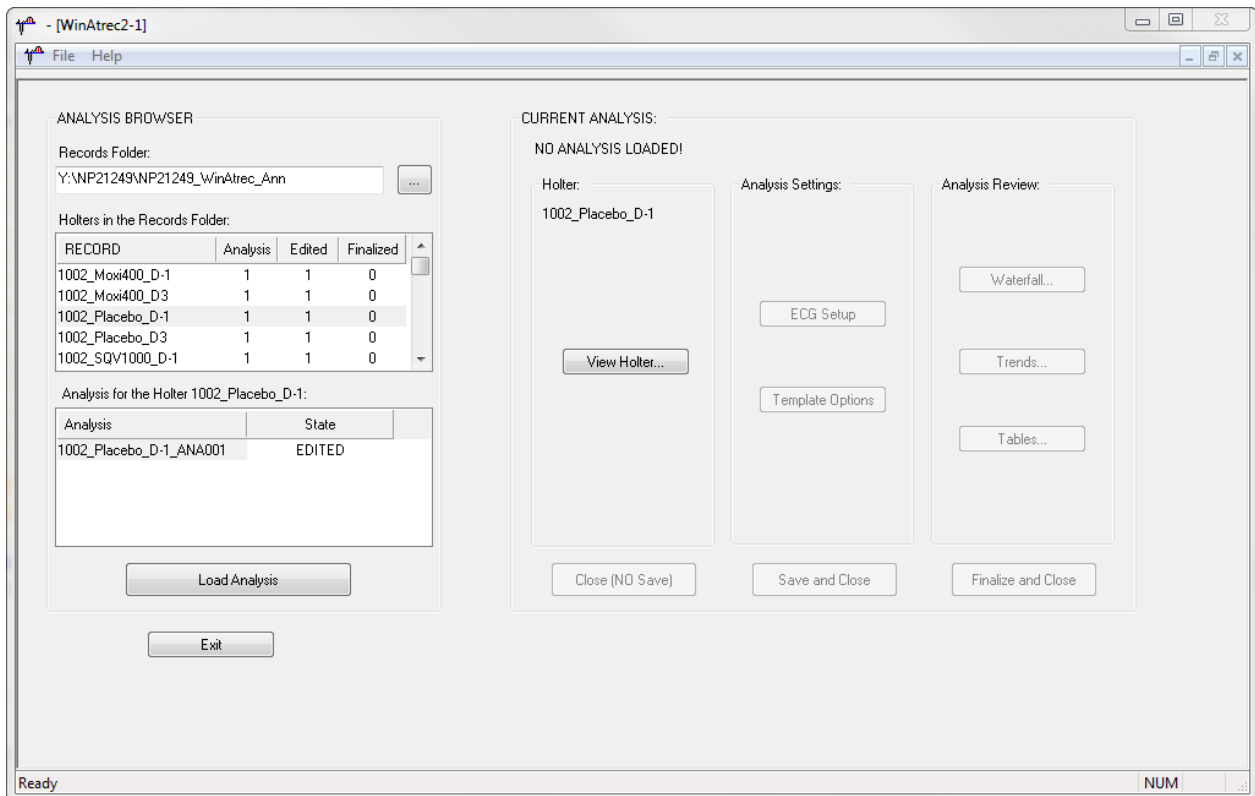 - [WinAtrec2-1]
File Help
ANALYSIS BROWSER
Records Folder:
Y:\NP21249\NP21249_WinAtrec_Ann
...
Holters in the Records Folder:
RECORD Analysis Edited Finalized
1002_Moxi400_D-1 1 1 0
1002_Moxi400_D3 1 1 0
1002_Placebo_D-1 1 1 0
1002_Placebo_D3 1 1 0
1002_SQV1000_D-1 1 1 0
Analysis for the Holter 1002_Placebo_D-1:
Analysis State
1002_Placebo_D-1_ANA001 EDITED
Load Analysis
Exit
CURRENT ANALYSIS:
NO ANALYSIS LOADED!
Holter:
1002_Placebo_D-1
View Holter...
Analysis Settings:
ECG Setup
Template Options
Analysis Review:
Waterfall...
Trends...
Tables...
Close (NO Save)
Save and Close
Finalize and Close
Ready
NUM